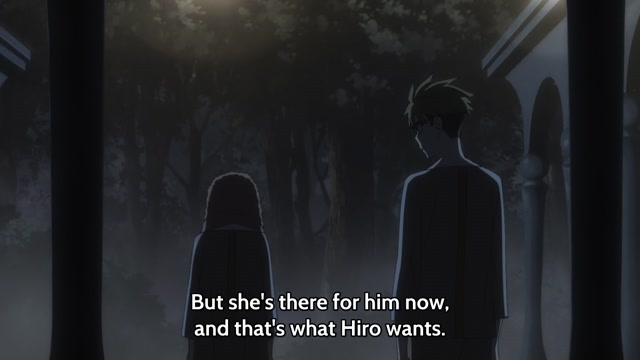 But she's there for him now,
and that's what Hiro wants.